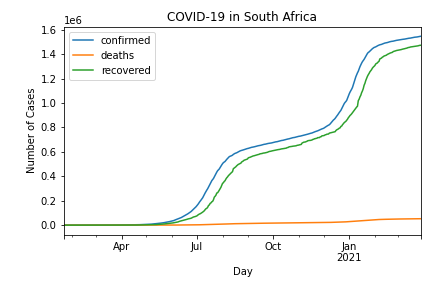 COVID-19 in South Africa
1e6
confirmed
deaths
recovered
1.6
1.4
1.2
1.0
0.8
0.6
0.4
0.2
0.0
Number of Cases
Apr
Jul
Oct
Jan
2021
Day